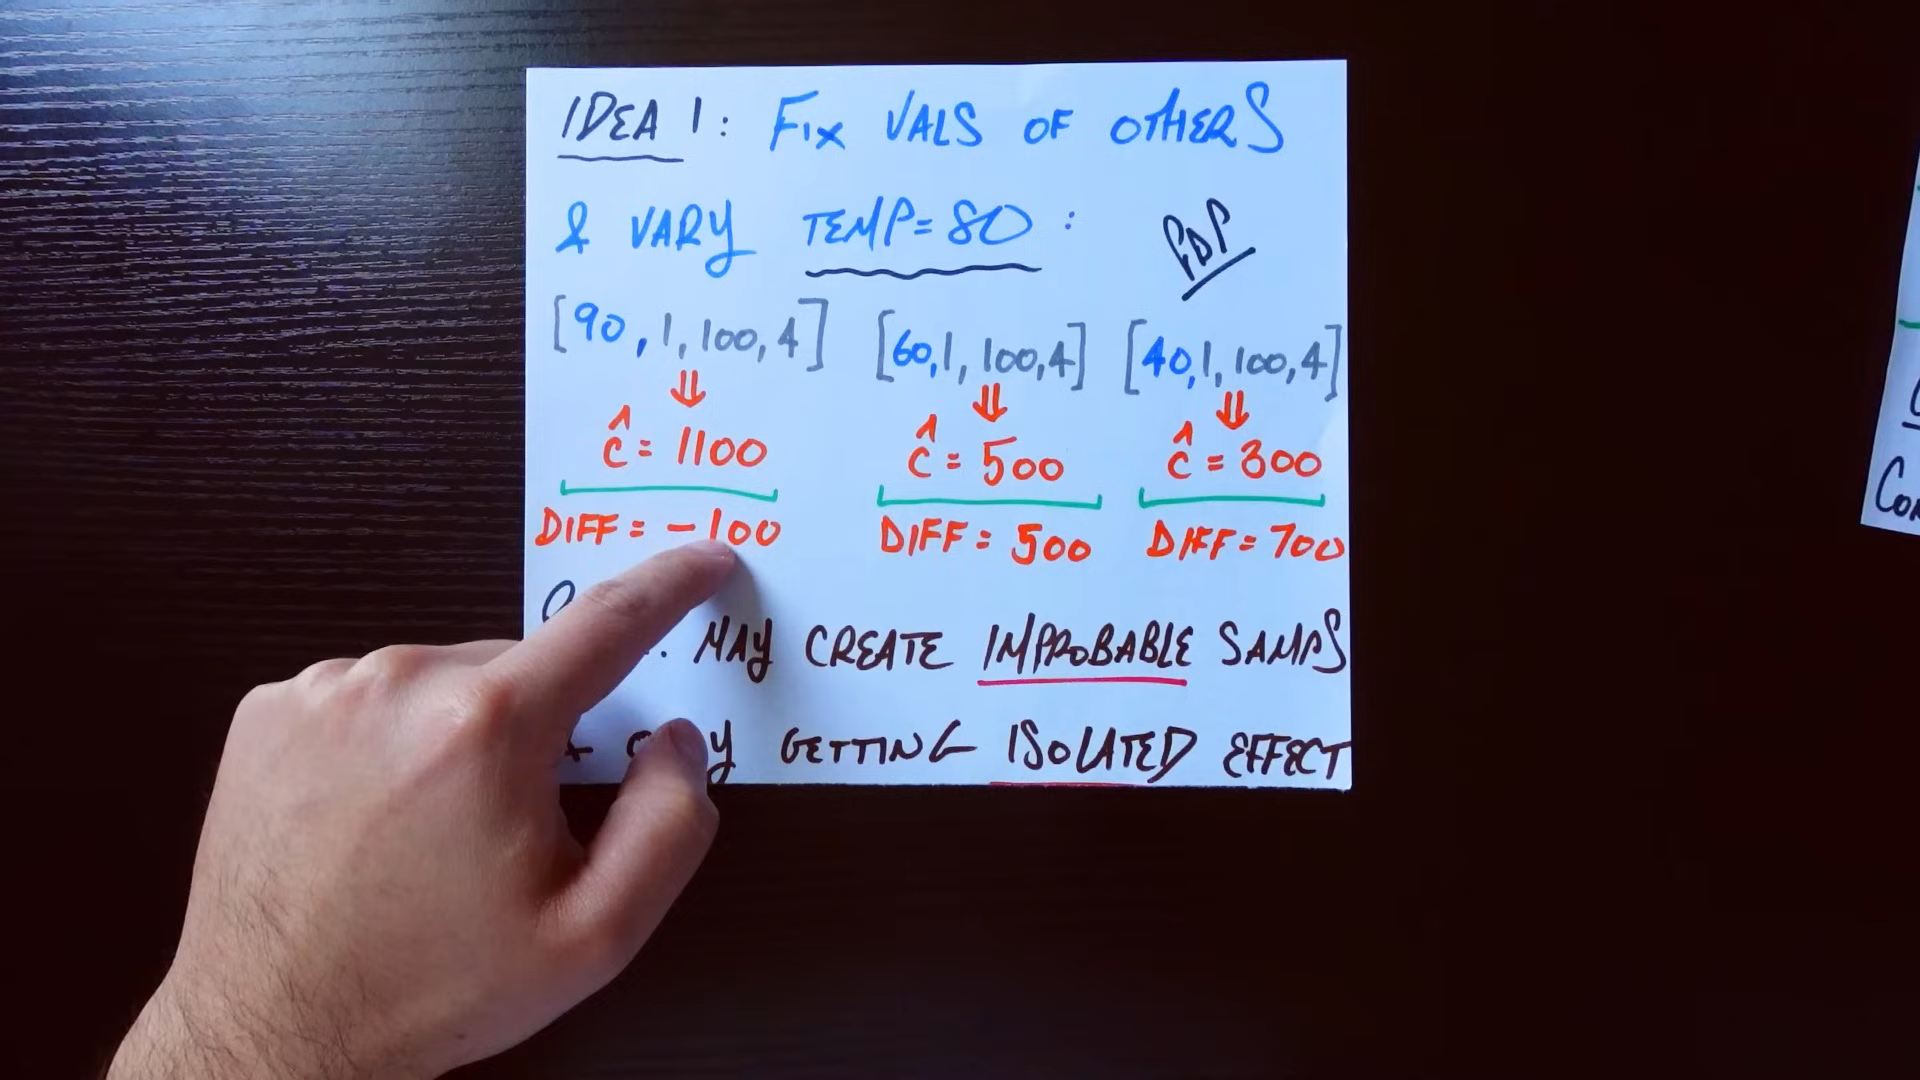 IDEA 1: FIX VALS OF OTHERS
& VARY TEMP=80:
[90, 1, 100, 4] [60, 1, 100, 4] [40, 1, 100, 4]
⇓ ⇓ ⇓
ĉ = 1100 ĉ = 500 ĉ = 300
DIFF = -100 DIFF = 500 DIFF = 700
MAY CREATE IMPROBABLE SAMPS
GETTING ISOLATED EFFECT